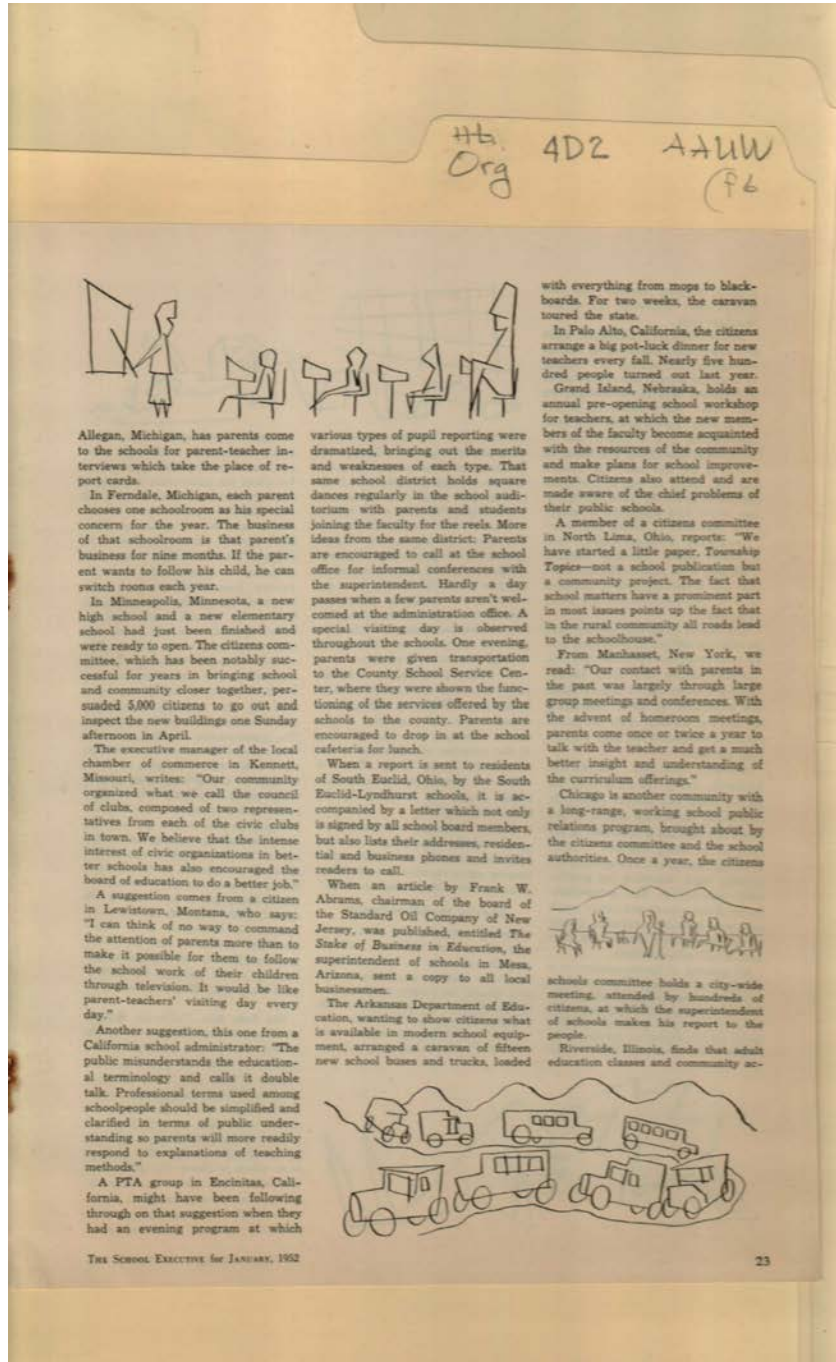 Org 4D2 AAUW
Allegan, Michigan, has parents come
to the schools for parent-teacher in-
terviews which take the place of re-
port cards.
In Ferndale, Michigan, each parent
chooses one schoolroom as his special
concern for the year. The business
of that schoolroom is that parent's
business for nine months. If the par-
ent wants to follow his child, he can
switch rooms each year.
In Minneapolis, Minnesota, a new
high school and a new elementary
school had just been finished and
were ready to open. The citizens com-
mittee, which has been notably suc-
cessful for years in bringing school
and community closer together, per-
suaded 5,000 citizens to go out and
inspect the new buildings one Sunday
afternoon in April.
The executive manager of the local
chamber of commerce in Kennett,
Missouri, writes: "Our community
organized what we call the council
of clubs, composed of two represen-
tatives from each of the civic clubs
in town. We believe that the intense
interest of civic organizations in bet-
ter schools has also encouraged the
board of education to do a better job."
A suggestion comes from a citizen
in Lewistown, Montana, who says:
"I can think of no way to command
the attention of parents more than to
make it possible for them to follow
the school work of their children
through television. It would be like
parent-teachers' visiting day every
day."
Another suggestion, this one from a
California school administrator: "The
public misunderstands the education-
al terminology and calls it double
talk. Professional terms used among
schoolpeople should be simplified and
clarified in terms of public under-
standing so parents will more readily
respond to explanations of teaching
methods."
A PTA group in Encinitas, Cali-
fornia, might have been following
through on that suggestion when they
had an evening program at which
various types of pupil reporting were
dramatized, bringing out the merits
and weaknesses of each type. That
same school district holds square
dances regularly in the school audi-
torium with parents and students
joining the faculty for the reels. More
ideas from the same district: Parents
are encouraged to call at the school
office for informal conferences with
the superintendent. Hardly a day
passes when a few parents aren't wel-
comed at the administration office. A
special visiting day is observed
throughout the schools. One evening,
parents were given transportation
to the County School Service Cen-
ter, where they were shown the func-
tioning of the services offered by the
schools to the county. Parents are
encouraged to drop in at the school
cafeteria for lunch.
When a report is sent to residents
of South Euclid, Ohio, by the South
Euclid-Lyndhurst schools, it is ac-
companied by a letter which not only
is signed by all school board members,
but also lists their addresses, residen-
tial and business phones and invites
readers to call.
When an article by Frank W.
Abrams, chairman of the board of
the Standard Oil Company of New
Jersey, was published, entitled The
Stake of Business in Education, the
superintendent of schools in Mesa,
Arizona, sent a copy to all local
businessmen.
The Arkansas Department of Edu-
cation, wanting to show citizens what
is available in modern school equip-
ment, arranged a caravan of fifteen
new school buses and trucks, loaded
with everything from mops to black-
boards. For two weeks, the caravan
toured the state.
In Palo Alto, California, the citizens
arrange a big pot-luck dinner for new
teachers every fall. Nearly five hun-
dred people turned out last year.
Grand Island, Nebraska, holds an
annual pre-opening school workshop
for teachers, at which the new mem-
bers of the faculty become acquainted
with the resources of the community
and make plans for school improve-
ments. Citizens also attend and are
made aware of the chief problems of
their public schools.
A member of a citizens committee
in North Lima, Ohio, reports: "We
have started a little paper, Township
Topics—not a school publication but
a community project. The fact that
school matters have a prominent part
in most issues points up the fact that
in the rural community all roads lead
to the schoolhouse."
From Manhasset, New York, we
read: "Our contact with parents in
the past was largely through large
group meetings and conferences. With
the advent of homeroom meetings,
parents come once or twice a year to
talk with the teacher and get a much
better insight and understanding of
the curriculum offerings."
Chicago is another community with
a long-range, working school public
relations program, brought about by
the citizens committee and the school
authorities. Once a year, the citizens
schools committee holds a city-wide
meeting, attended by hundreds of
citizens, at which the superintendent
of schools makes his report to the
people.
Riverside, Illinois, finds that adult
education classes and community ac-
THE SCHOOL EXECUTIVE for JANUARY, 1952
23